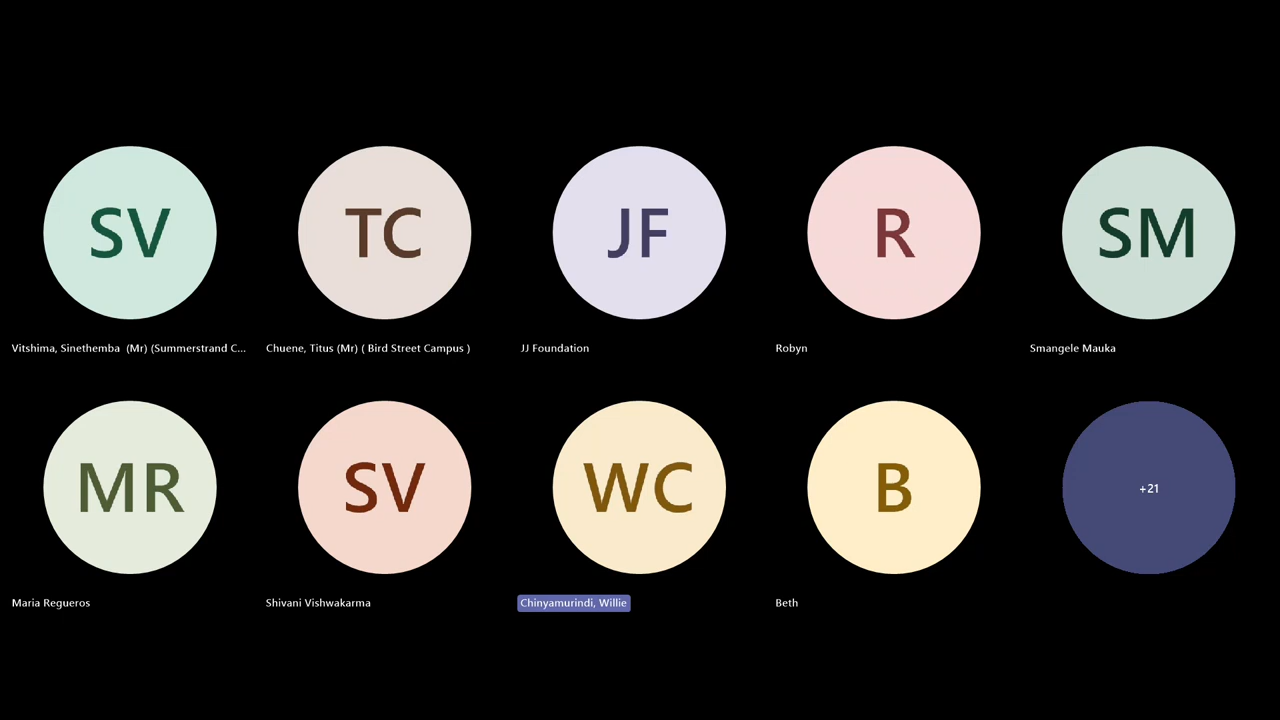 SV
TC
JF
R
SM
Vitshima, Sinethemba (Mr) (Summerstrand C...
Chuene, Titus (Mr) ( Bird Street Campus )
JJ Foundation
Robyn
Smangele Mauka
MR
SV
WC
B
+21
Maria Regueros
Shivani Vishwakarma
Chinyamurindi, Willie
Beth